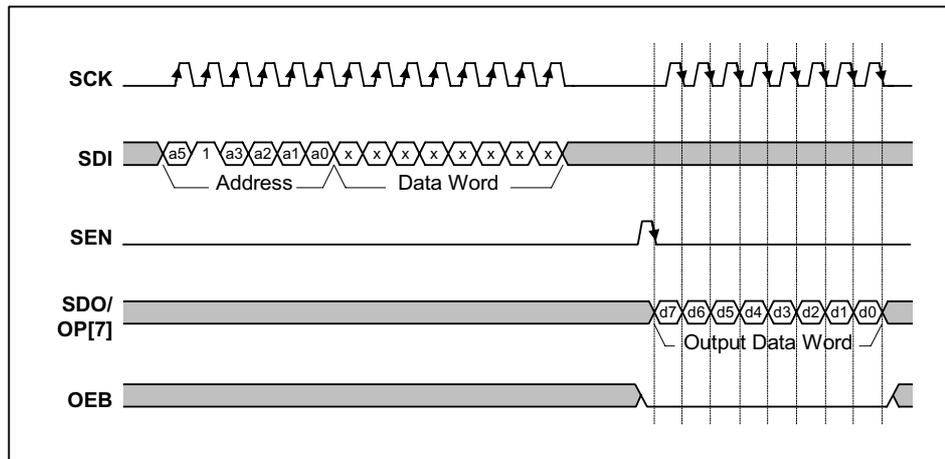 SCK
SDI
a5 1 a3 a2 a1 a0 x x x x x x x x
Address Data Word
SEN
SDO/
OP[7]
d7 d6 d5 d4 d3 d2 d1 d0
Output Data Word
OEB